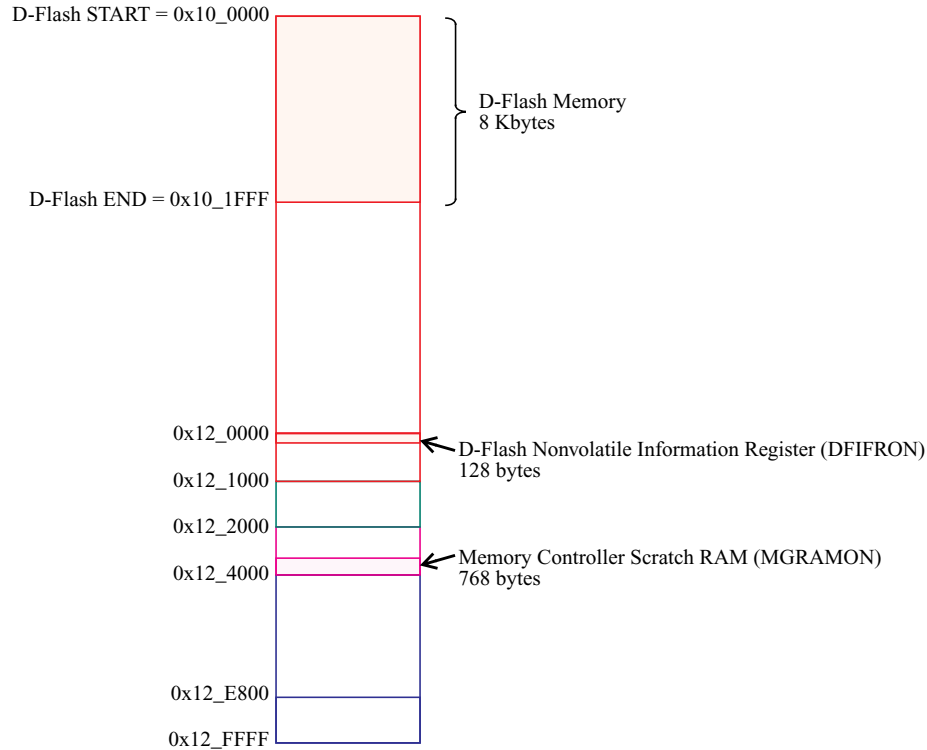 D-Flash START = 0x10_0000
D-Flash Memory
8 Kbytes
D-Flash END = 0x10_1FFF
0x12_0000
D-Flash Nonvolatile Information Register (DFIFRON)
128 bytes
0x12_1000
0x12_2000
Memory Controller Scratch RAM (MGRAMON)
768 bytes
0x12_4000
0x12_E800
0x12_FFFF